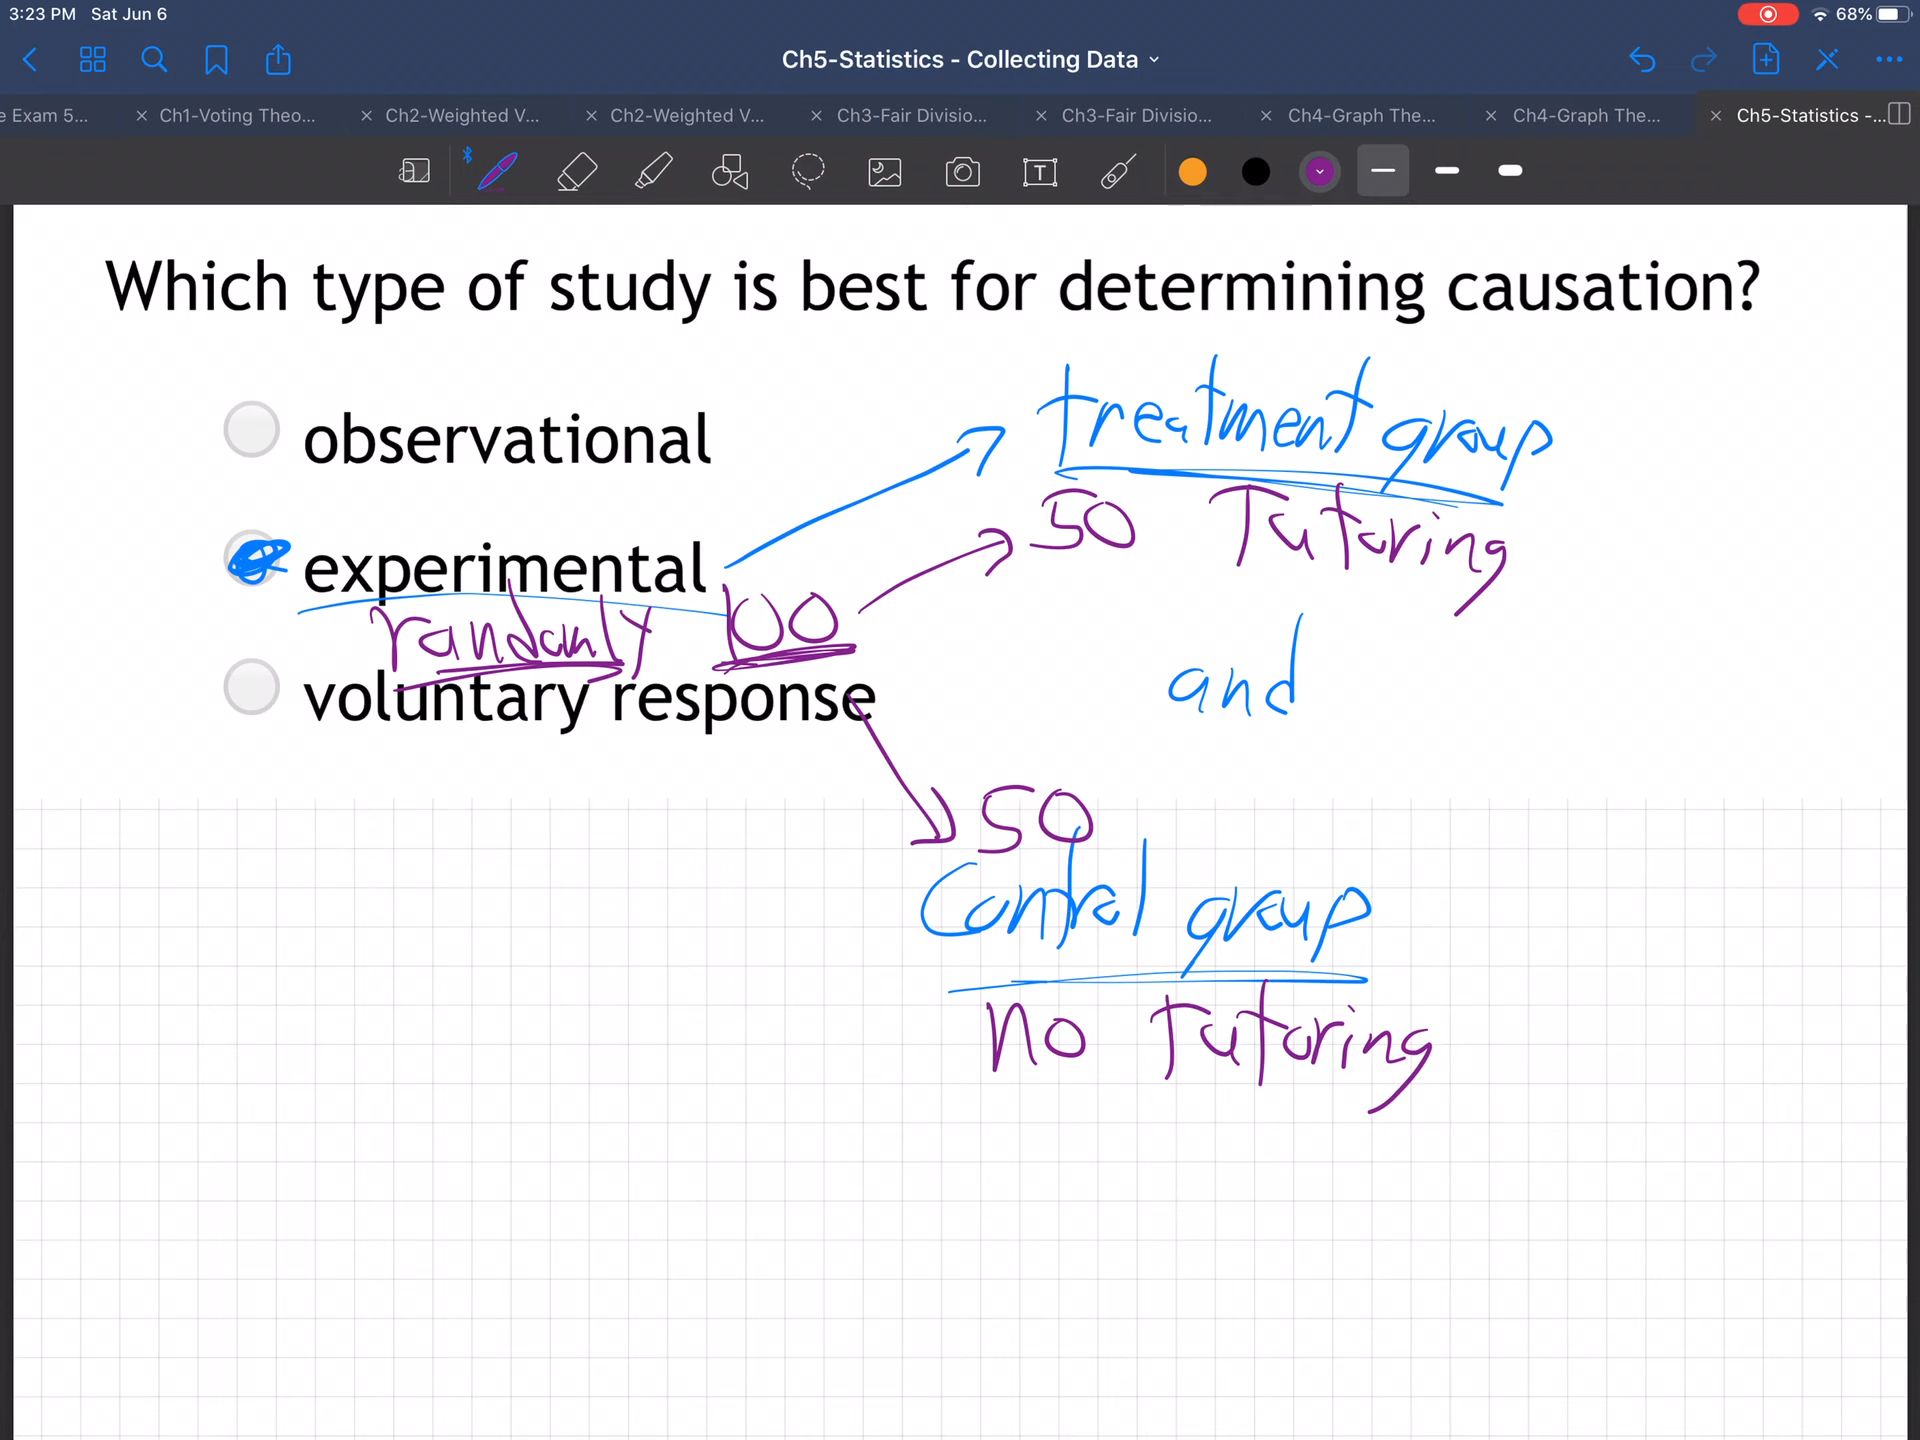 3:23 PM Sat Jun 6
68%
Ch5-Statistics - Collecting Data
e Exam 5...
Ch1-Voting Theo...
Ch2-Weighted V...
Ch2-Weighted V...
Ch3-Fair Divisio...
Ch3-Fair Divisio...
Ch4-Graph The...
Ch4-Graph The...
Ch5-Statistics -...
T
Which type of study is best for determining causation?
observational
treatment group
50 Tutoring
experimental
randomly 100
and
voluntary response
50
Control group
no Tutoring